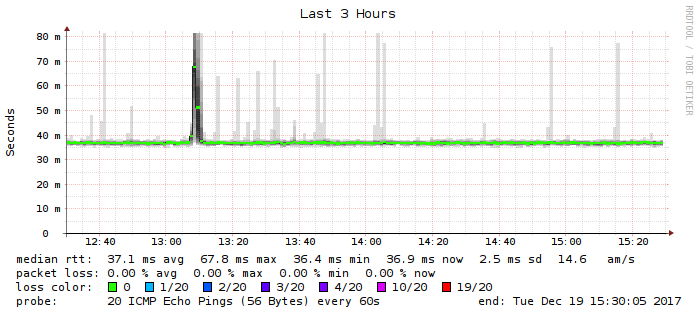 Last 3 Hours
RRDTOOL / TOBI OETIKER
Seconds
80 m
70 m
60 m
50 m
40 m
30 m
20 m
10 m
0
12:40 13:00 13:20 13:40 14:00 14:20 14:40 15:00 15:20
median rtt: 37.1 ms avg 67.8 ms max 36.4 ms min 36.9 ms now 2.5 ms sd 14.6 am/s
packet loss: 0.00 % avg 0.00 % max 0.00 % min 0.00 % now
loss color: 0 1/20 2/20 3/20 4/20 10/20 19/20
probe: 20 ICMP Echo Pings (56 Bytes) every 60s end: Tue Dec 19 15:30:05 2017